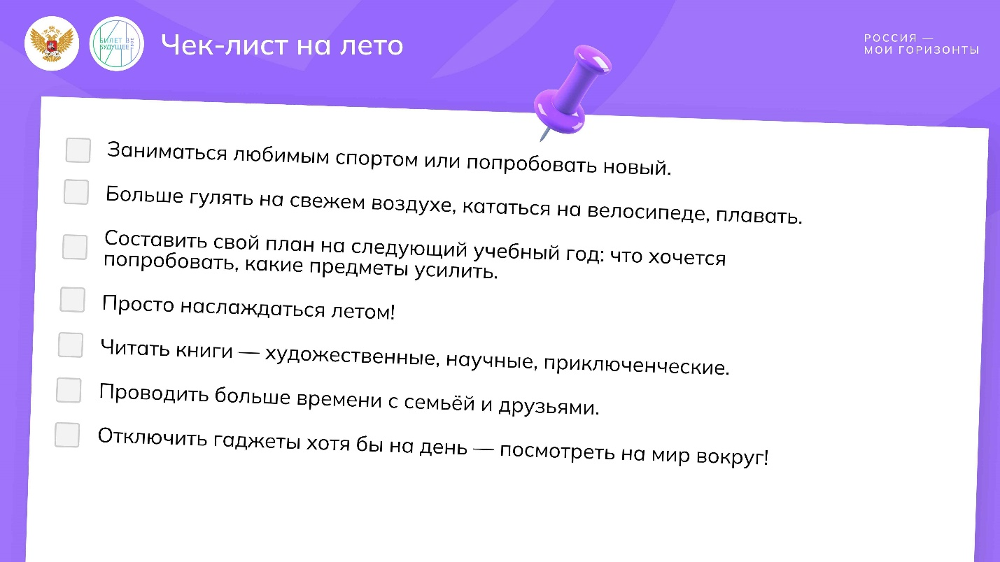 БИЛЕТ В
БУДУЩЕЕ
Чек-лист на лето
РОССИЯ —
МОИ ГОРИЗОНТЫ
Заниматься любимым спортом или попробовать новый.
Больше гулять на свежем воздухе, кататься на велосипеде, плавать.
Составить свой план на следующий учебный год: что хочется
попробовать, какие предметы усилить.
Просто наслаждаться летом!
Читать книги — художественные, научные, приключенческие.
Проводить больше времени с семьёй и друзьями.
Отключить гаджеты хотя бы на день — посмотреть на мир вокруг!